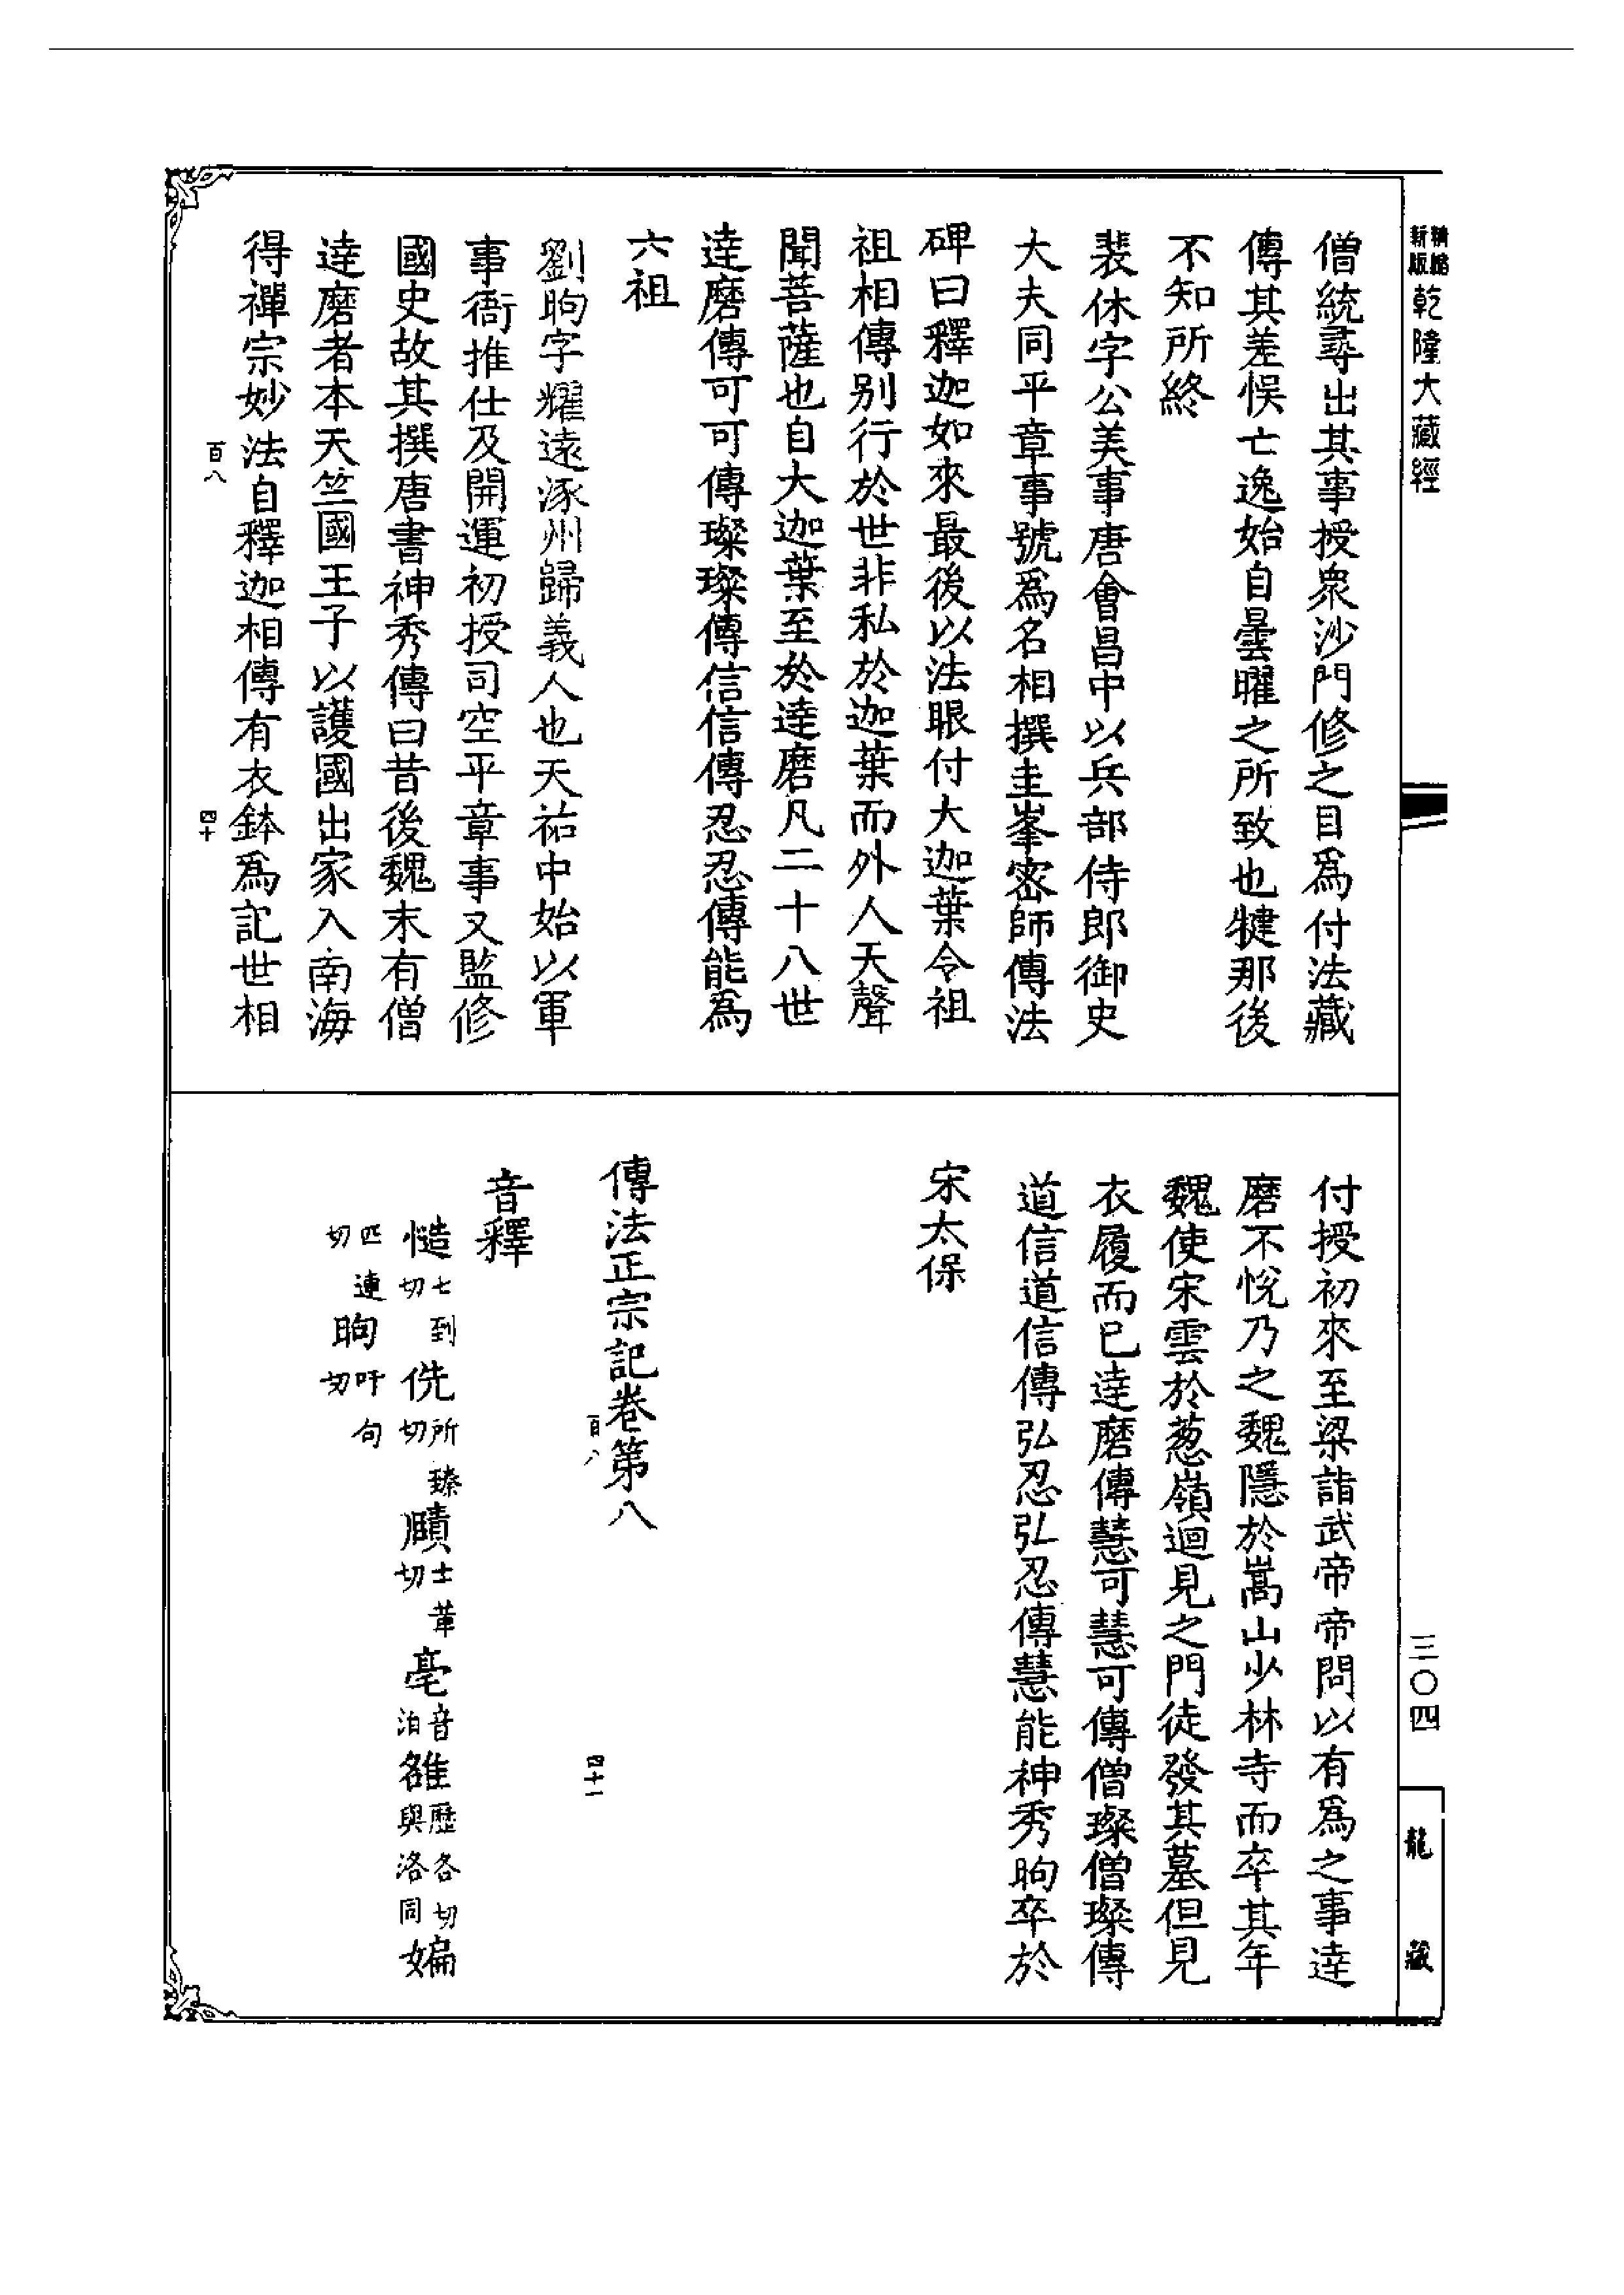 精縮新版乾隆大藏經
三〇四
龍藏
僧統尋出其事授衆沙門修之目爲付法藏
傳其差悞亡逸始自曇曜之所致也犍那後
不知所終
裴休字公美事唐會昌中以兵部侍郎御史
大夫同平章事號爲名相撰圭峯密師傳法
碑曰釋迦如來最後以法眼付大迦葉令祖
祖相傳别行於世非私於迦葉而外人天聲
聞菩薩也自大迦葉至於達磨凡二十八世
達磨傳可可傳璨璨傳信信傳忍忍傳能爲
六祖
劉昫字耀遠涿州歸義人也天祐中始以軍
事衙推仕及開運初授司空平章事又監修
國史故其撰唐書神秀傳曰昔後魏末有僧
達磨者本天竺國王子以護國出家入南海
得禪宗妙法自釋迦相傳有衣鉢爲記世相
百八
四十
付授初來至梁詣武帝帝問以有爲之事達
磨不悅乃之魏隱於嵩山少林寺而卒其年
魏使宋雲於葱嶺迴見之門徒發其墓但見
衣履而已達磨傳慧可慧可傳僧璨僧璨傳
道信道信傳弘忍弘忍傳慧能神秀昫卒於
宋太保
傳法正宗記卷第八
百八
四十一
音釋
慥七到切侁所臻切賾士革切亳音泊雒歷各切與洛同媥
匹連切昫吁句切